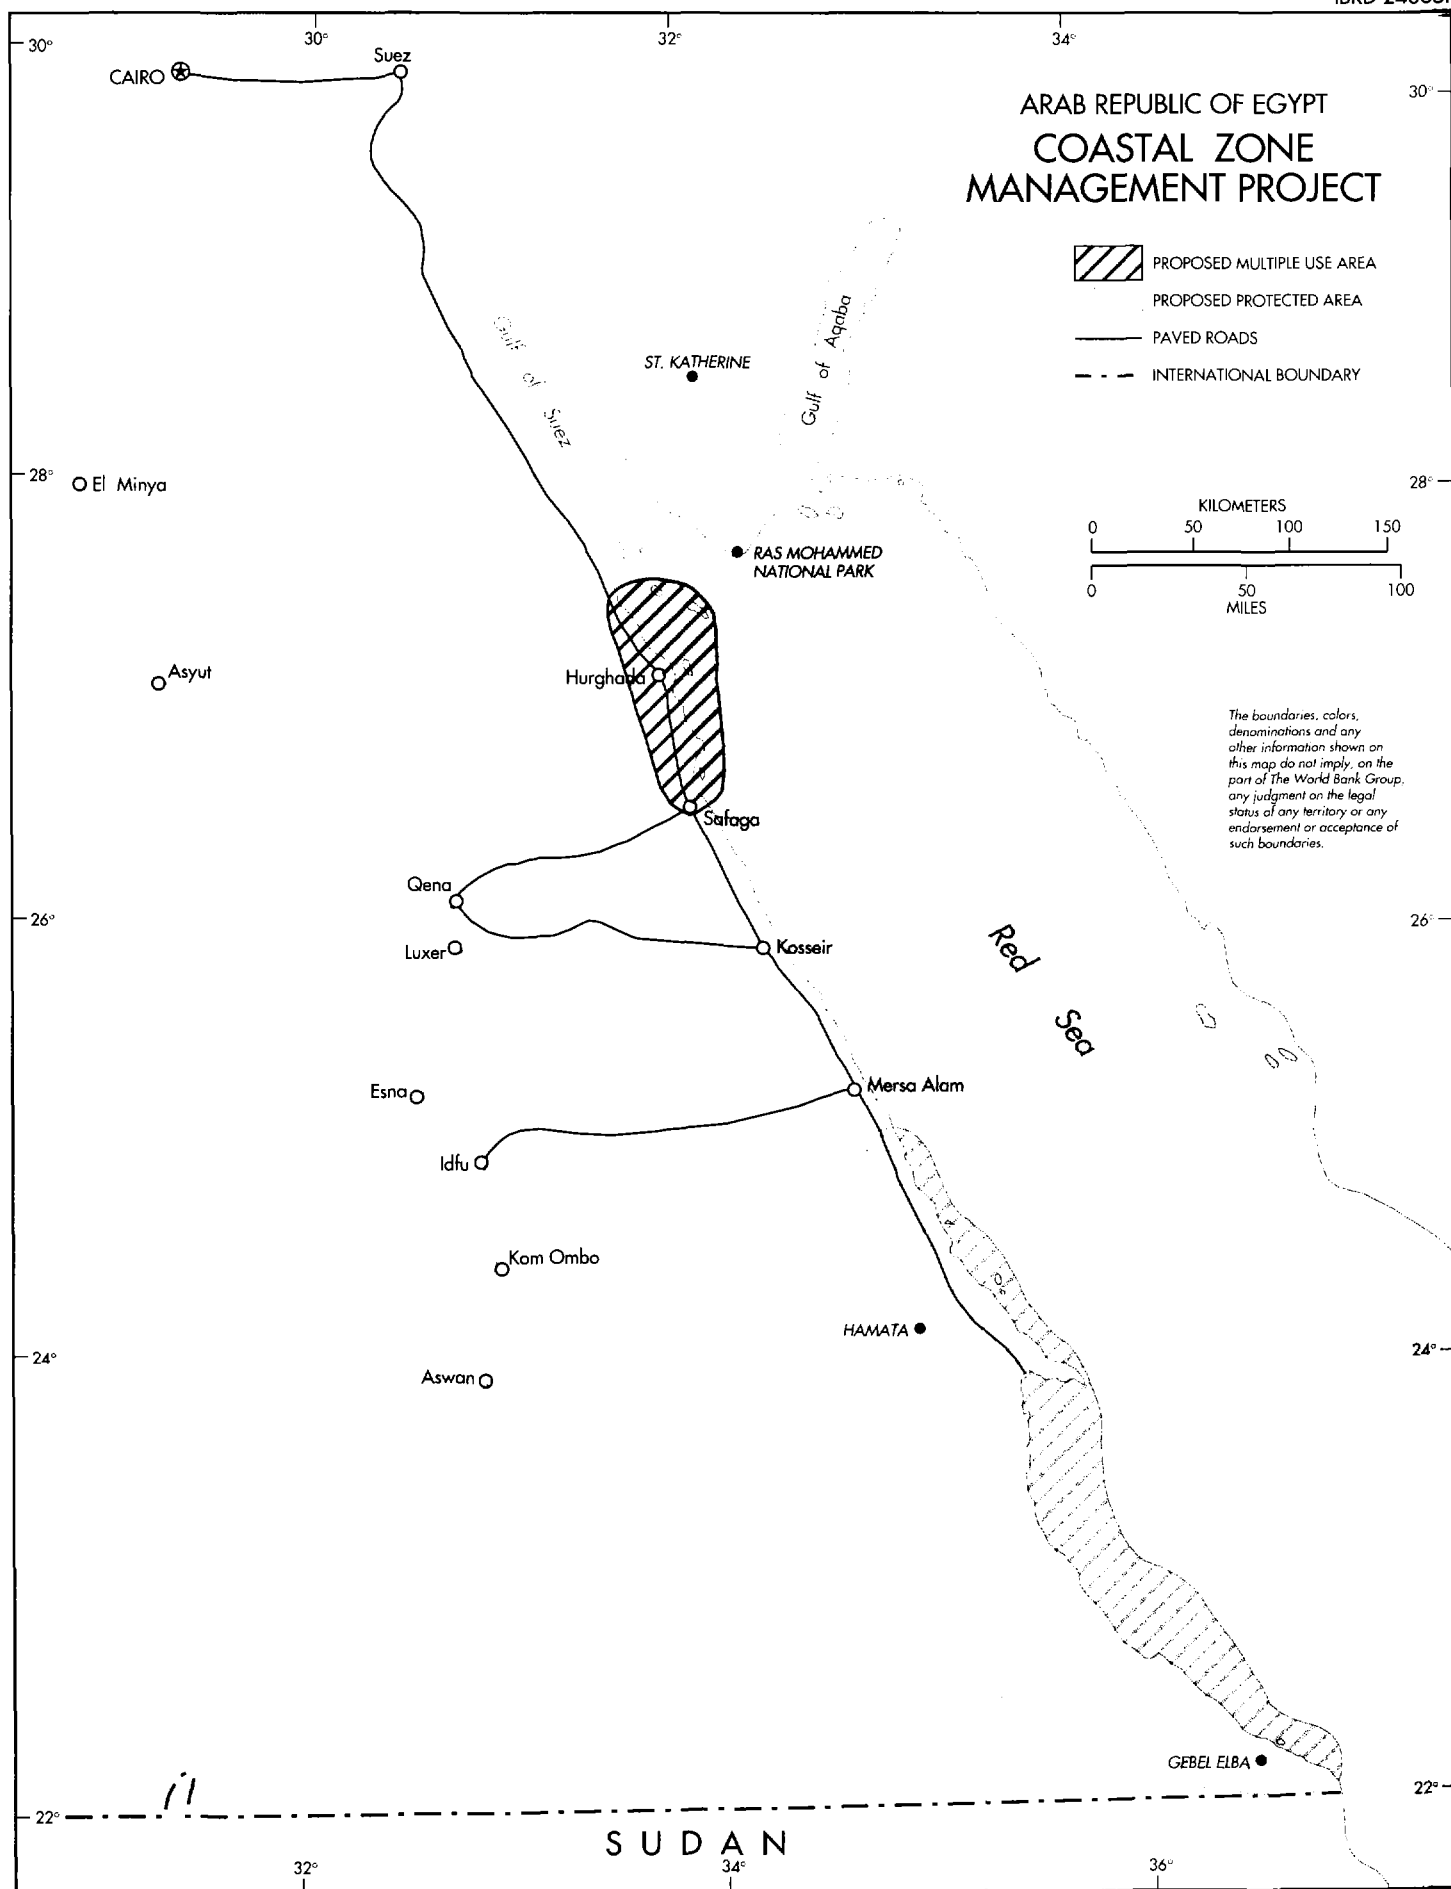 30°
32°
34°
30°
CAIRO
Suez
30°
ARAB REPUBLIC OF EGYPT
COASTAL ZONE
MANAGEMENT PROJECT
PROPOSED MULTIPLE USE AREA
PROPOSED PROTECTED AREA
PAVED ROADS
INTERNATIONAL BOUNDARY
Gulf of Suez
ST. KATHERINE
Gulf of Aqaba
28°
El Minya
28°
KILOMETERS
0 50 100 150
0 50 100
MILES
RAS MOHAMMED
NATIONAL PARK
Asyut
Hurghada
The boundaries, colors,
denominations and any
other information shown on
this map do not imply, on the
part of The World Bank Group,
any judgment on the legal
status of any territory or any
endorsement or acceptance of
such boundaries.
Safaga
Qena
26°
Luxer
Kosseir
Red Sea
26°
Esna
Mersa Alam
Idfu
Kom Ombo
HAMATA
24°
24°
Aswan
GEBEL ELBA
22°
22°
SUDAN
32°
34°
36°